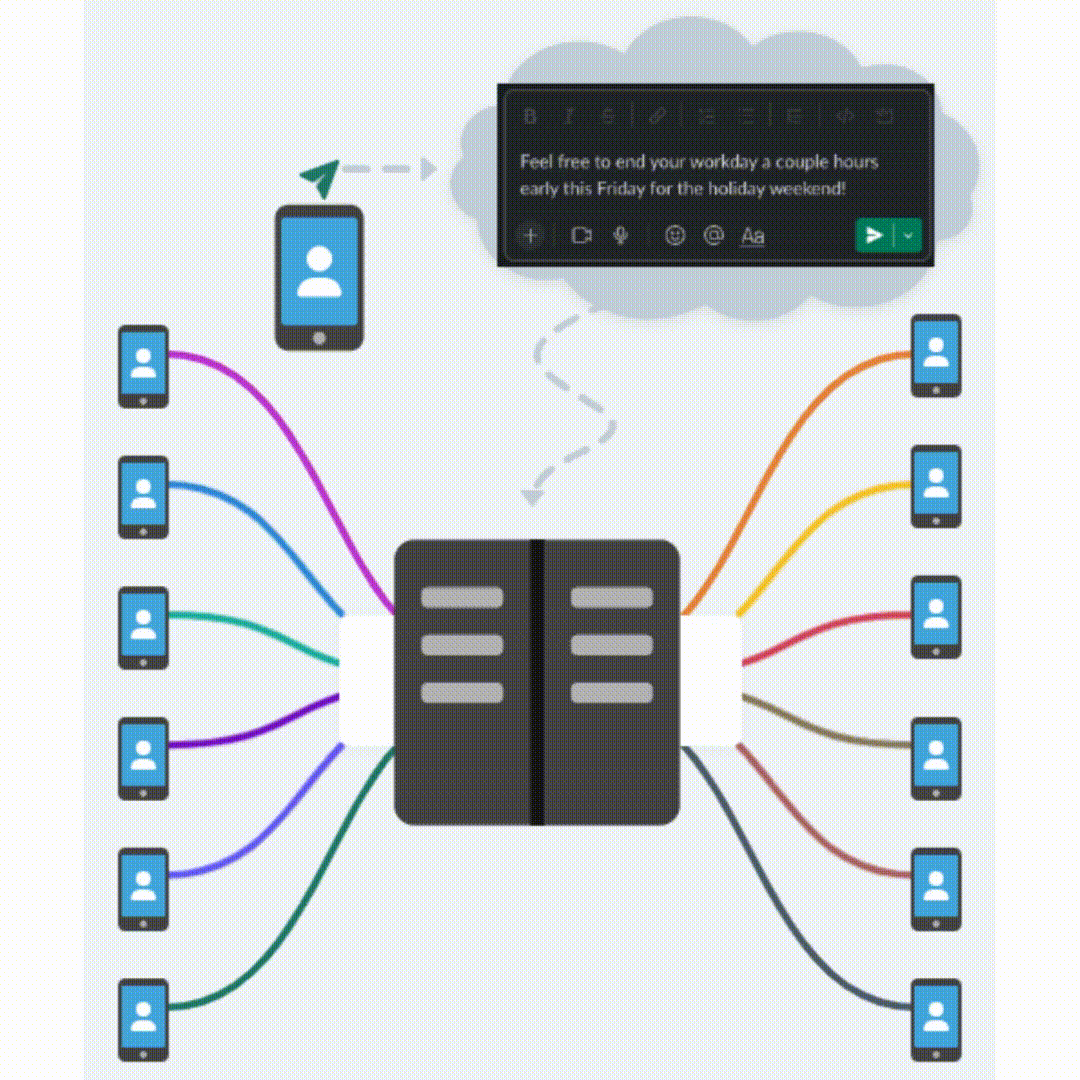 B I S
Feel free to end your workday a couple hours
early this Friday for the holiday weekend!
+ @ Aa